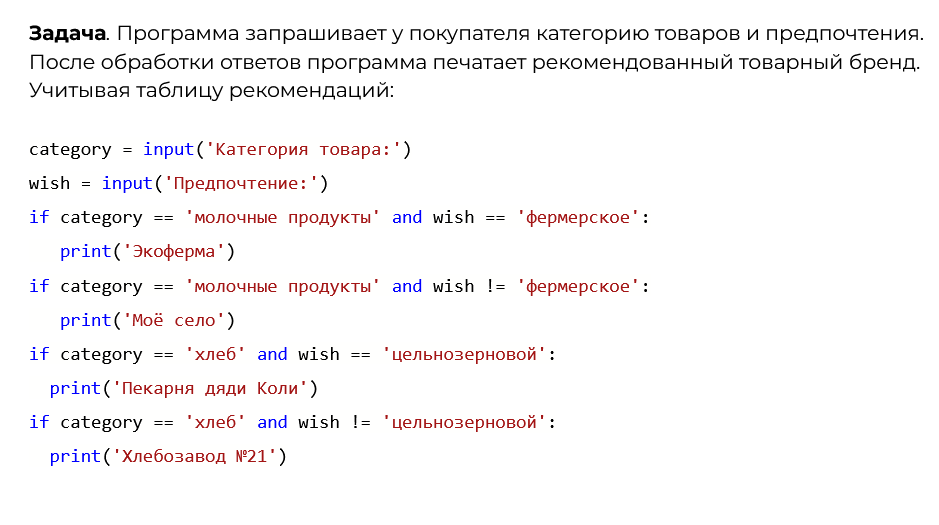 Задача. Программа запрашивает у покупателя категорию товаров и предпочтения.
После обработки ответов программа печатает рекомендованный товарный бренд.
Учитывая таблицу рекомендаций:
category = input('Категория товара:')
wish = input('Предпочтение:')
if category == 'молочные продукты' and wish == 'фермерское':
   print('Экоферма')
if category == 'молочные продукты' and wish != 'фермерское':
   print('Моё село')
if category == 'хлеб' and wish == 'цельнозерновой':
  print('Пекарня дяди Коли')
if category == 'хлеб' and wish != 'цельнозерновой':
  print('Хлебозавод №21')